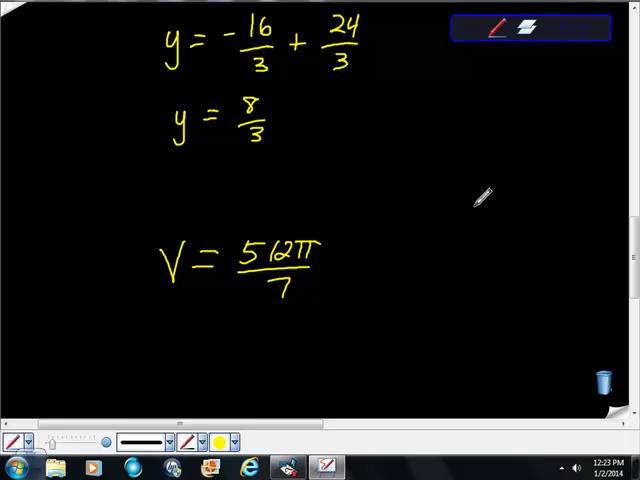 y = - 16/3 + 24/3
y = 8/3
V = 512π/7
12:23 PM
1/2/2014